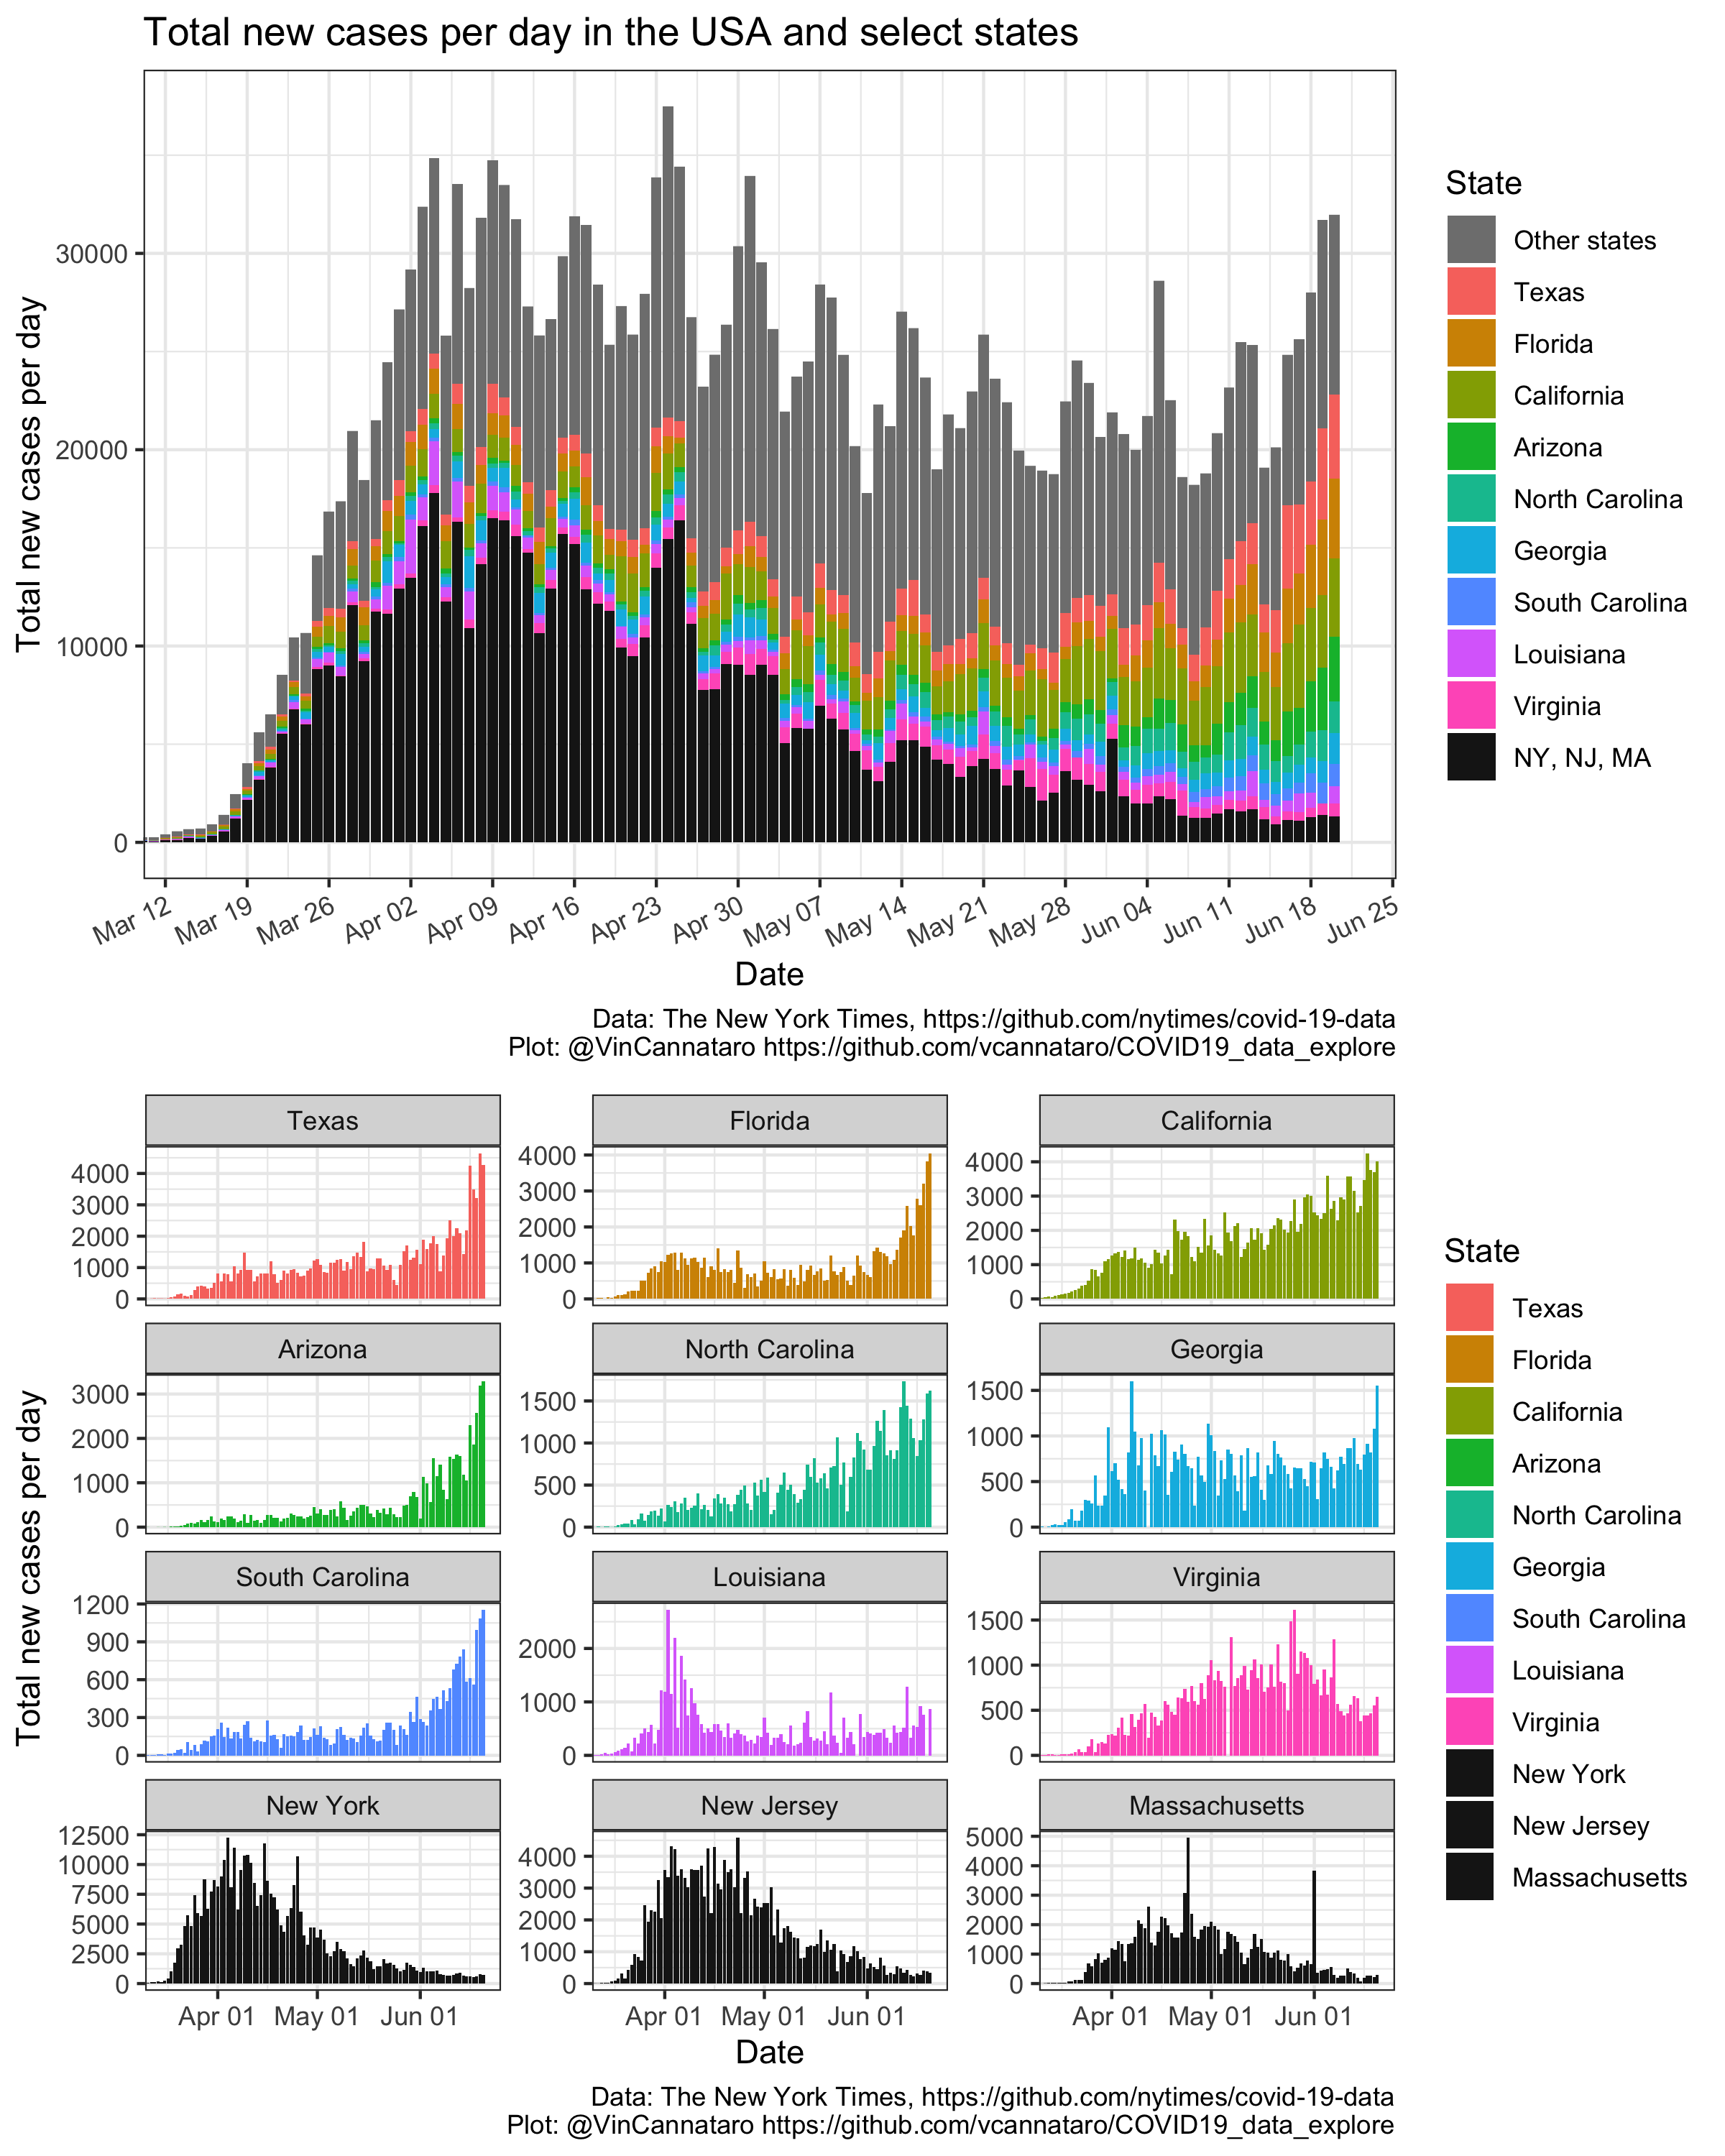 Total new cases per day in the USA and select states
Total new cases per day
30000
20000
10000
0
Mar 12
Mar 19
Mar 26
Apr 02
Apr 09
Apr 16
Apr 23
Apr 30
May 07
May 14
May 21
May 28
Jun 04
Jun 11
Jun 18
Jun 25
Date
State
Other states
Texas
Florida
California
Arizona
North Carolina
Georgia
South Carolina
Louisiana
Virginia
NY, NJ, MA
Data: The New York Times, https://github.com/nytimes/covid-19-data
Plot: @VinCannataro https://github.com/vcannataro/COVID19_data_explore
Total new cases per day
Texas
4000
3000
2000
1000
0
Florida
4000
3000
2000
1000
0
California
4000
3000
2000
1000
0
Arizona
3000
2000
1000
0
North Carolina
1500
1000
500
0
Georgia
1500
1000
500
0
South Carolina
1200
900
600
300
0
Louisiana
2000
1000
0
Virginia
1500
1000
500
0
New York
12500
10000
7500
5000
2500
0
New Jersey
4000
3000
2000
1000
0
Massachusetts
5000
4000
3000
2000
1000
0
Apr 01 May 01 Jun 01
Apr 01 May 01 Jun 01
Apr 01 May 01 Jun 01
Date
State
Texas
Florida
California
Arizona
North Carolina
Georgia
South Carolina
Louisiana
Virginia
New York
New Jersey
Massachusetts
Data: The New York Times, https://github.com/nytimes/covid-19-data
Plot: @VinCannataro https://github.com/vcannataro/COVID19_data_explore